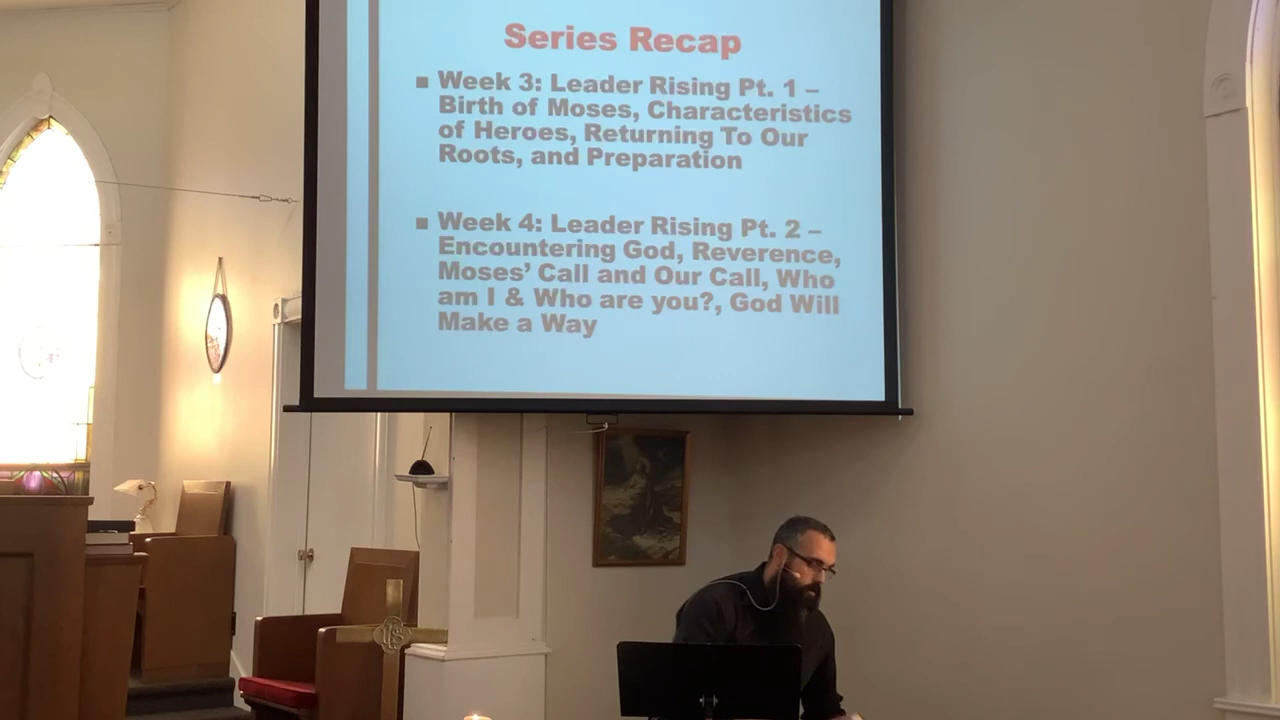 Series Recap
▪ Week 3: Leader Rising Pt. 1 –
Birth of Moses, Characteristics
of Heroes, Returning To Our
Roots, and Preparation
▪ Week 4: Leader Rising Pt. 2 –
Encountering God, Reverence,
Moses’ Call and Our Call, Who
am I & Who are you?, God Will
Make a Way
IHS